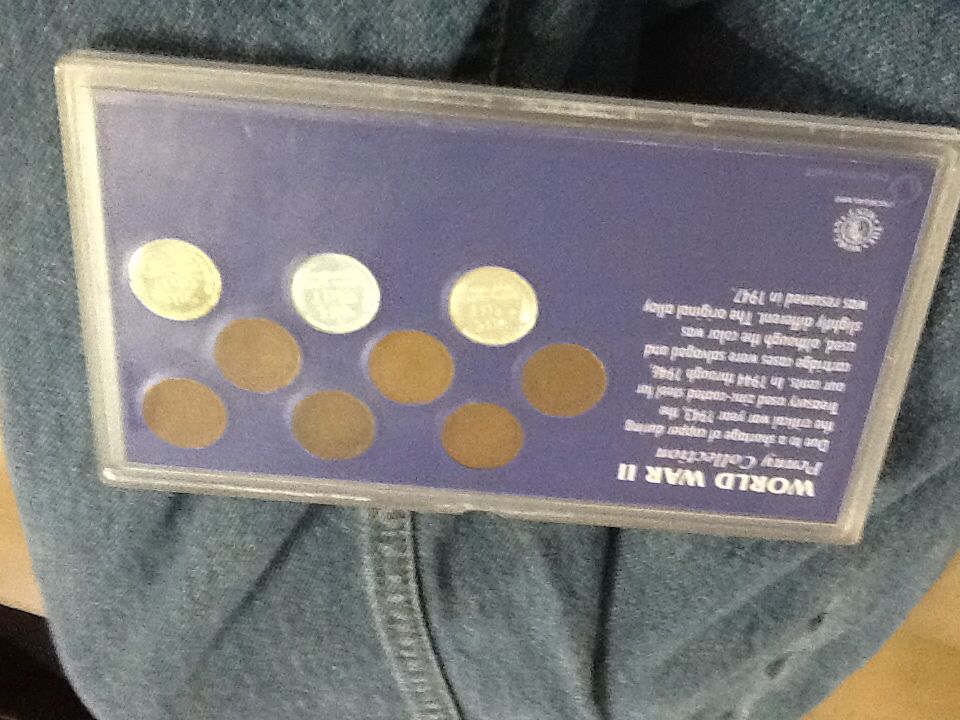 WORLD WAR II
Penny Collection
Due to a shortage of copper during
the critical war year 1943, the
Treasury used zinc-coated steel for
our cents. In 1944 through 1946,
cartridge cases were salvaged and
used, although the color was
slightly different. The original alloy
was resumed in 1947.